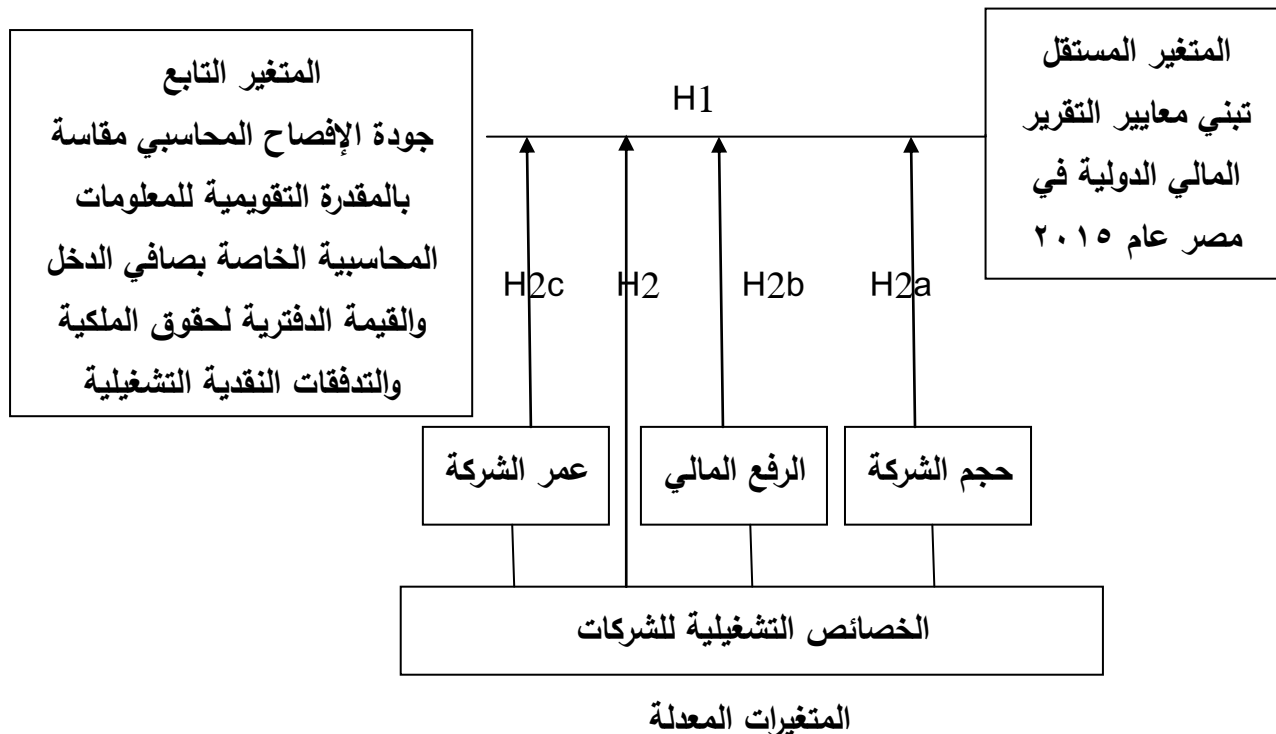 المتغير المستقل
تبني معايير التقرير
المالي الدولية في
مصر عام ٢٠١٥
H1
المتغير التابع
جودة الإفصاح المحاسبي مقاسة
بالمقدرة التقويمية للمعلومات
المحاسبية الخاصة بصافي الدخل
والقيمة الدفترية لحقوق الملكية
والتدفقات النقدية التشغيلية
H2a
H2b
H2
H2c
حجم الشركة
الرفع المالي
عمر الشركة
الخصائص التشغيلية للشركات
المتغيرات المعدلة